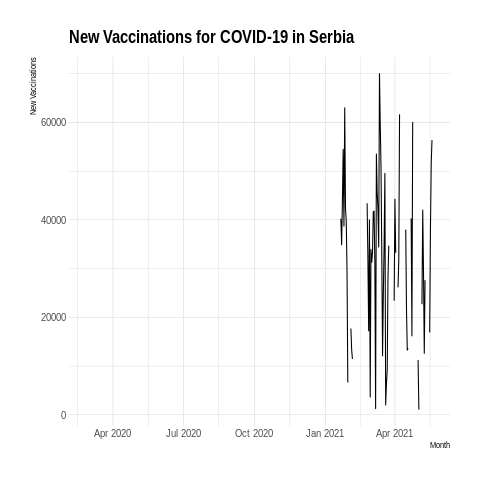 New Vaccinations for COVID-19 in Serbia
New Vaccinations
60000
40000
20000
0
Apr 2020 Jul 2020 Oct 2020 Jan 2021 Apr 2021
Month